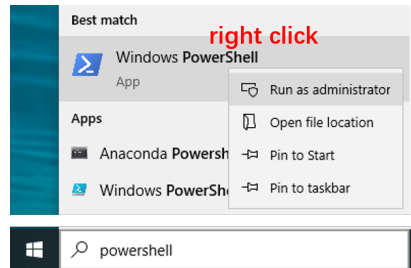 Best match
right click
Windows PowerShell
App
Run as administrator
Apps
Open file location
Anaconda Powersh
Pin to Start
Windows PowerSh
Pin to taskbar
powershell